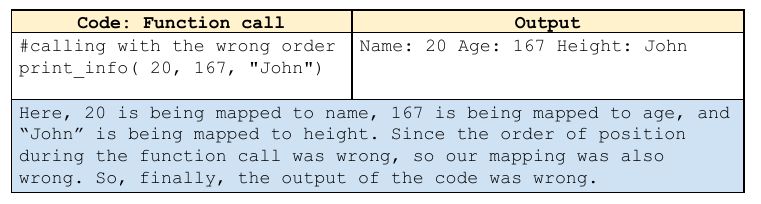 Code: Function call
Output
#calling with the wrong order
print_info( 20, 167, "John")
Name: 20 Age: 167 Height: John
Here, 20 is being mapped to name, 167 is being mapped to age, and
“John” is being mapped to height. Since the order of position
during the function call was wrong, so our mapping was also
wrong. So, finally, the output of the code was wrong.